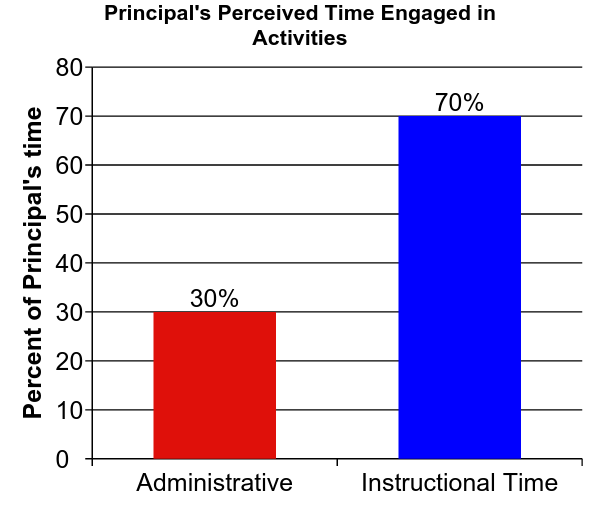 Principal's Perceived Time Engaged in
Activities
Percent of Principal's time
80
70
60
50
40
30
20
10
0
30%
70%
Administrative
Instructional Time